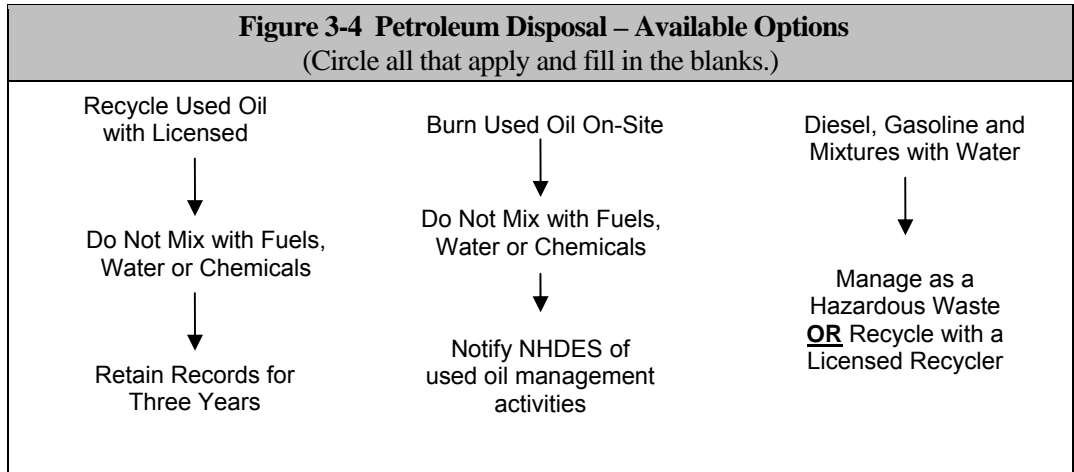 Figure 3-4 Petroleum Disposal – Available Options
(Circle all that apply and fill in the blanks.)
Recycle Used Oil
with Licensed
Do Not Mix with Fuels,
Water or Chemicals
Retain Records for
Three Years
Burn Used Oil On-Site
Do Not Mix with Fuels,
Water or Chemicals
Notify NHDES of
used oil management
activities
Diesel, Gasoline and
Mixtures with Water
Manage as a
Hazardous Waste
OR Recycle with a
Licensed Recycler